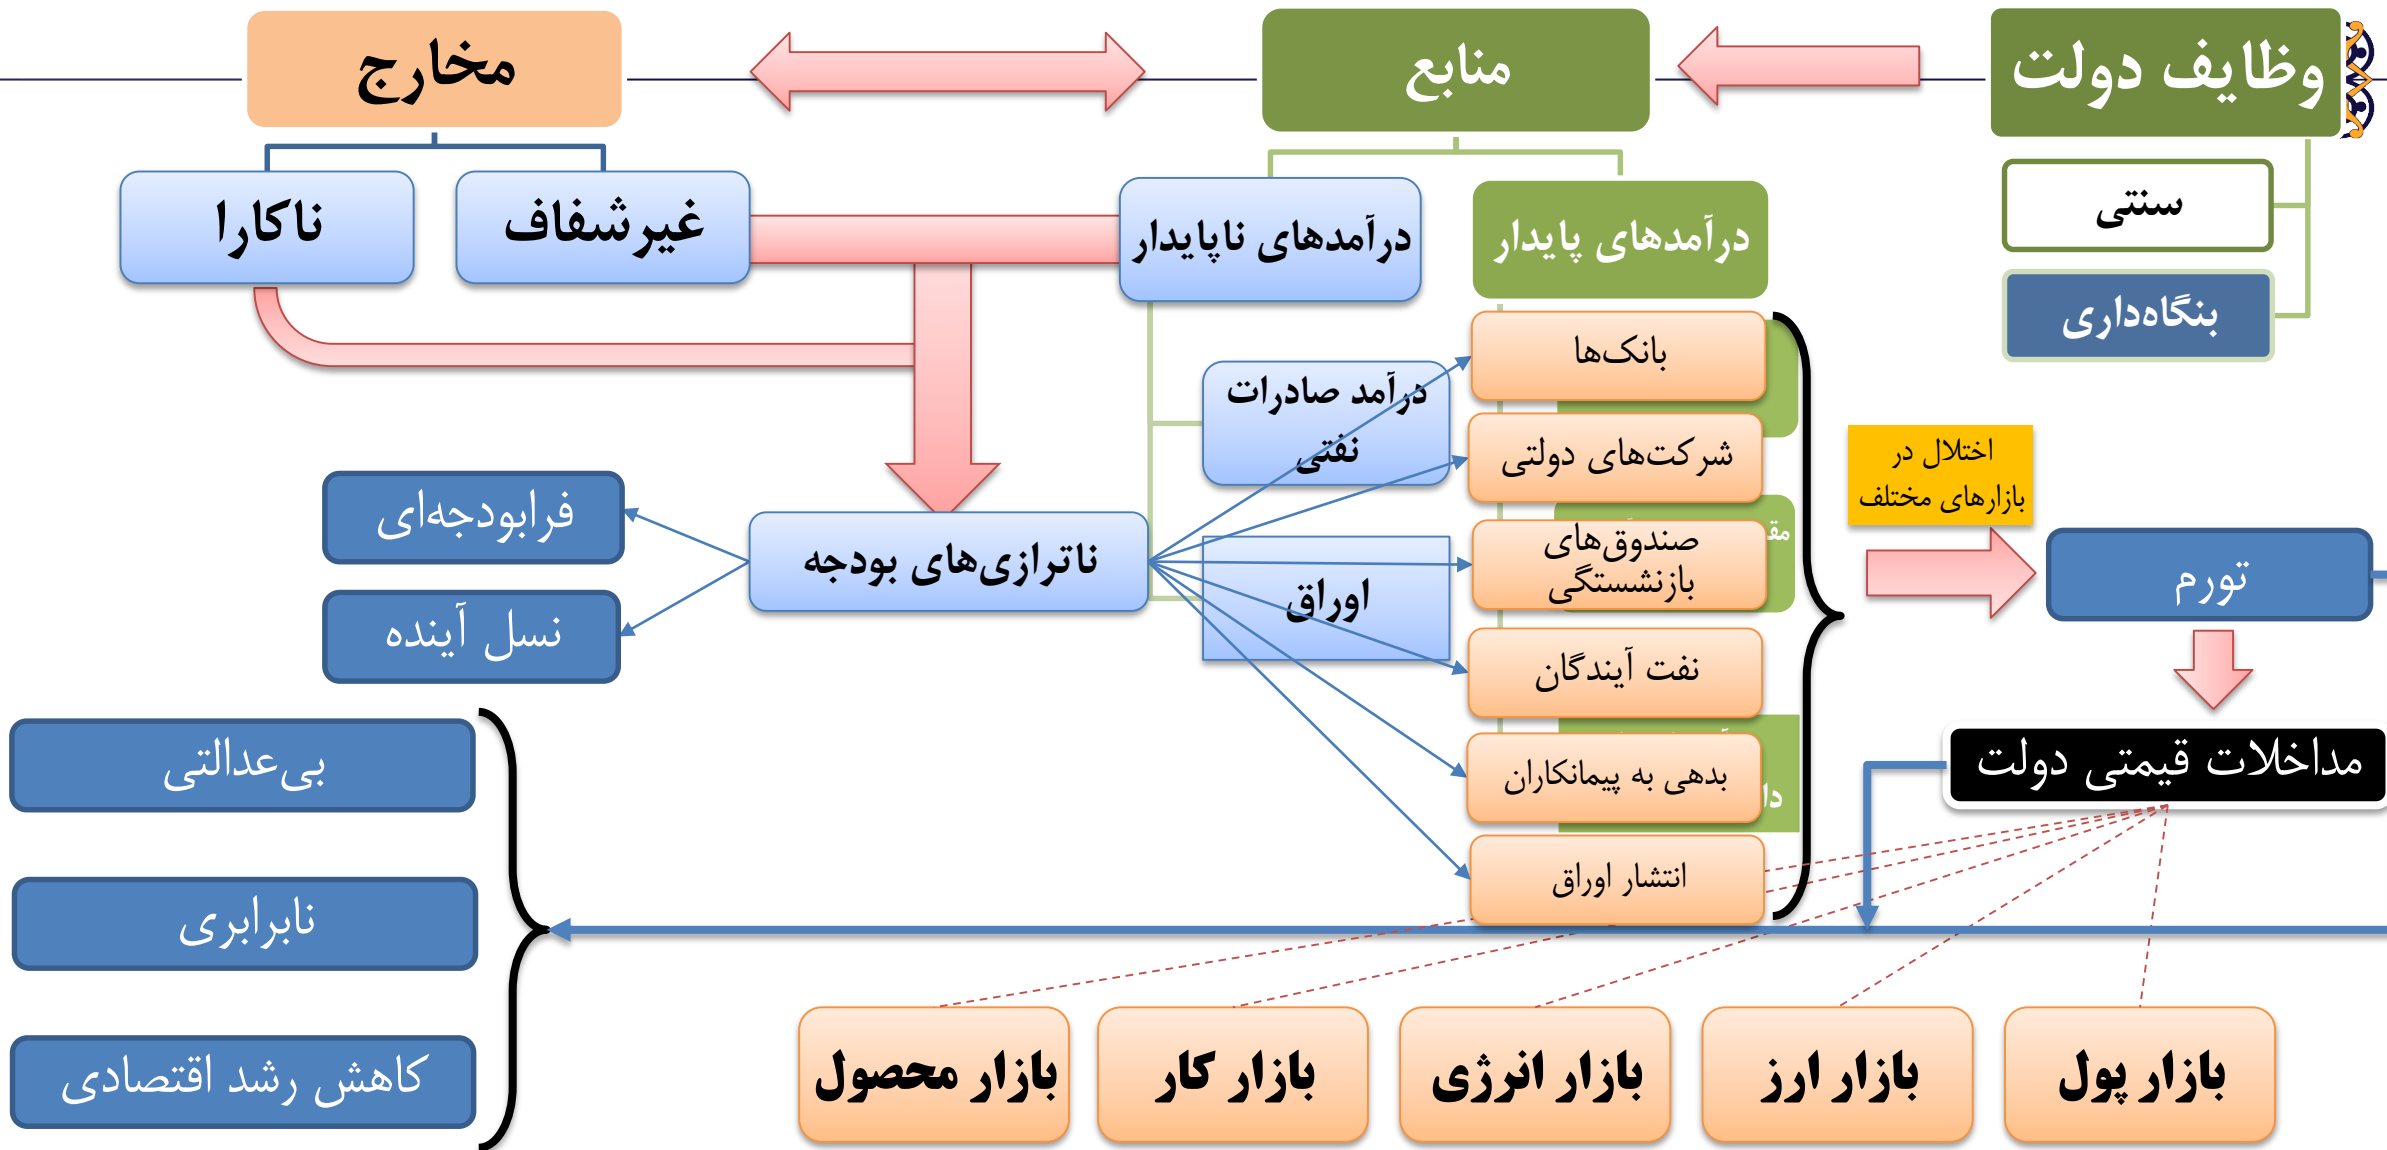 وظایف دولت
منابع
مخارج
سنتی
بنگاه‌داری
درآمدهای پایدار
درآمدهای ناپایدار
غیرشفاف
ناکارا
بانک‌ها
شرکت‌های دولتی
صندوق‌های
بازنشستگی
نفت آیندگان
بدهی به پیمانکاران
انتشار اوراق
درآمد صادرات
نفتی
اوراق
ناترازی‌های بودجه
فرابودجه‌ای
نسل آینده
اختلال در
بازارهای مختلف
تورم
مداخلات قیمتی دولت
بی‌عدالتی
نابرابری
کاهش رشد اقتصادی
بازار پول
بازار ارز
بازار انرژی
بازار کار
بازار محصول